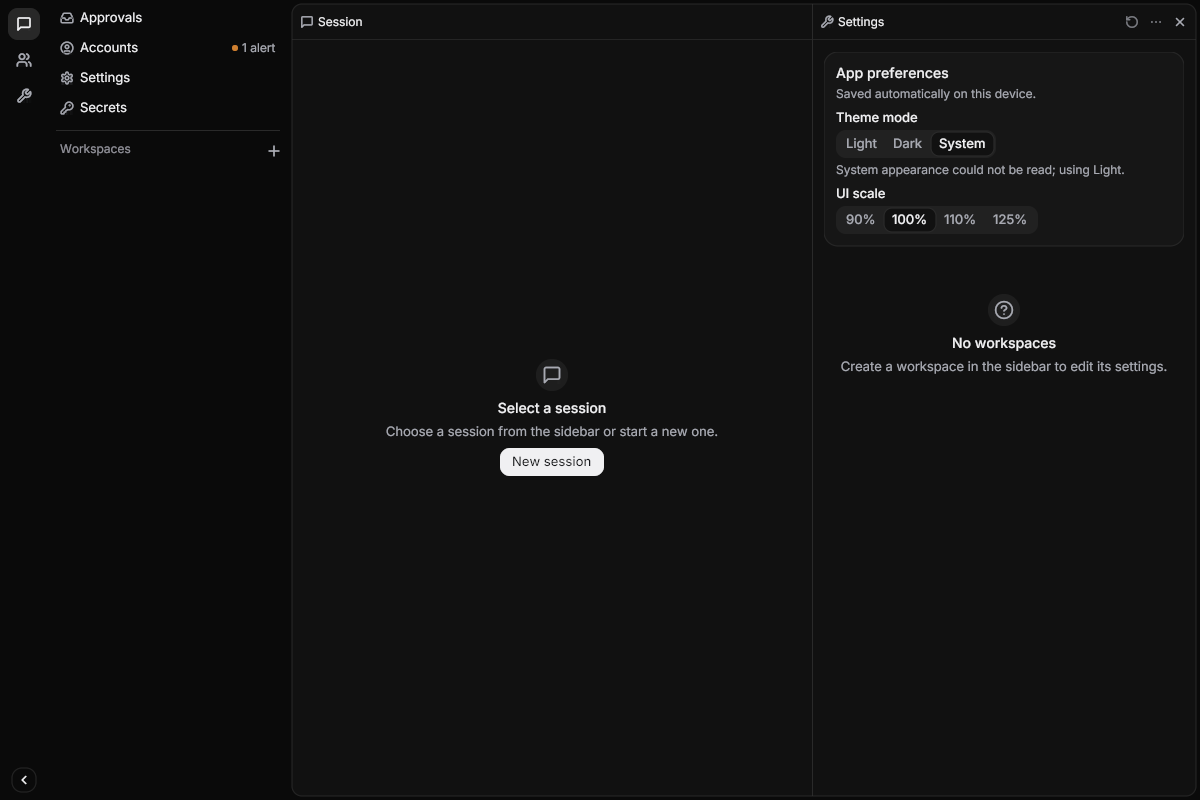 Approvals
Accounts
1 alert
Settings
Secrets
Workspaces
Session
Select a session
Choose a session from the sidebar or start a new one.
New session
Settings
App preferences
Saved automatically on this device.
Theme mode
Light Dark System
System appearance could not be read; using Light.
UI scale
90% 100% 110% 125%
No workspaces
Create a workspace in the sidebar to edit its settings.